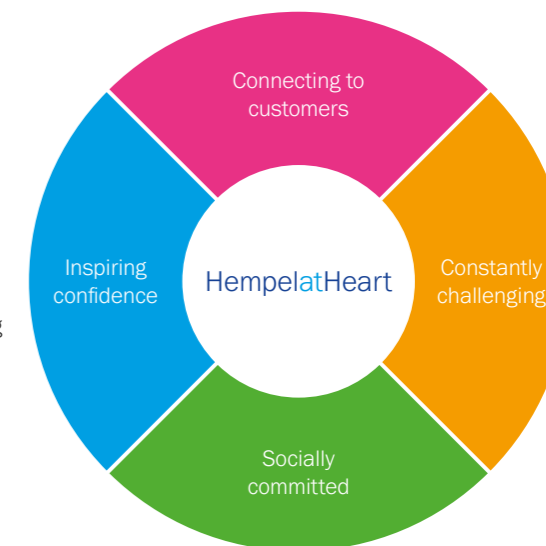 Connecting to
customers
Inspiring
confidence
HempelatHeart
Constantly
challenging
g
Socially
committed